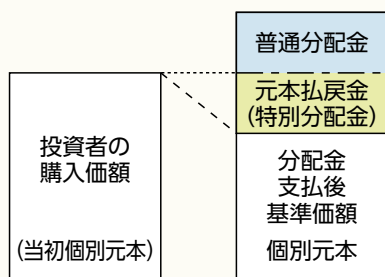 普通分配金
元本払戻金
(特別分配金)
投資者の
購入価額
(当初個別元本)
分配金
支払後
基準価額
個別元本